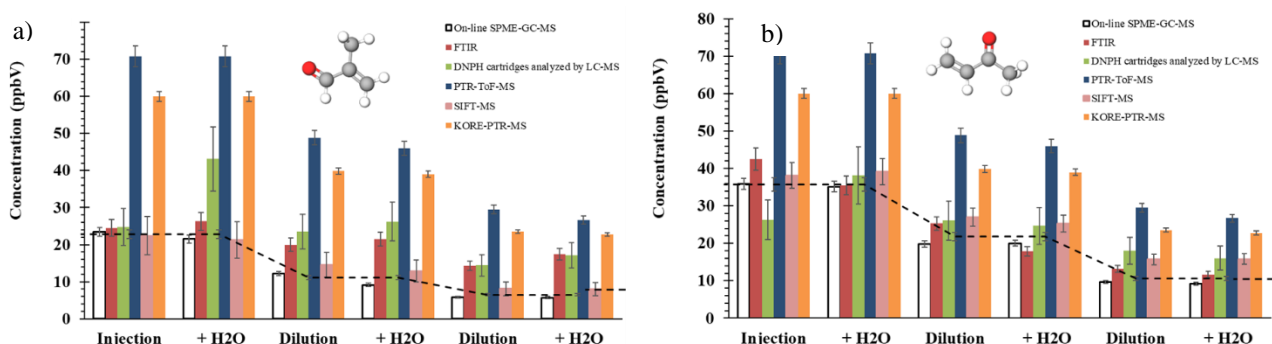 a)
Concentration (ppbV)
70
60
50
40
30
20
10
0
On-line SPME-GC-MS
FTIR
DNPH cartridges analyzed by LC-MS
PTR-ToF-MS
SIFT-MS
KORE-PTR-MS
Injection + H2O Dilution + H2O Dilution + H2O
b)
Concentration (ppbV)
80
70
60
50
40
30
20
10
0
On-line SPME-GC-MS
FTIR
DNPH cartridges analyzed by LC-MS
PTR-ToF-MS
SIFT-MS
KORE-PTR-MS
Injection + H2O Dilution + H2O Dilution + H2O